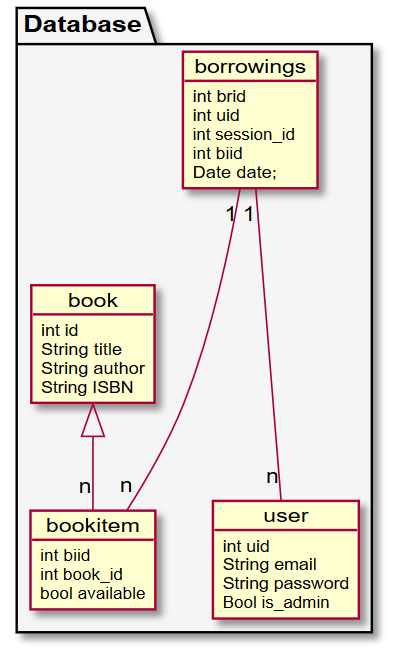 Database
borrowings
int brid
int uid
int session_id
int biid
Date date;
1 1
book
int id
String title
String author
String ISBN
n n n
bookitem
int biid
int book_id
bool available
user
int uid
String email
String password
Bool is_admin